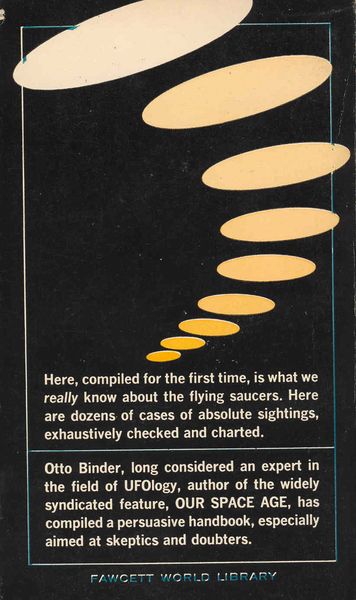 Here, compiled for the first time, is what we
really know about the flying saucers. Here
are dozens of cases of absolute sightings,
exhaustively checked and charted.
Otto Binder, long considered an expert in
the field of UFOlogy, author of the widely
syndicated feature, OUR SPACE AGE, has
compiled a persuasive handbook, especially
aimed at skeptics and doubters.
FAWCETT WORLD LIBRARY